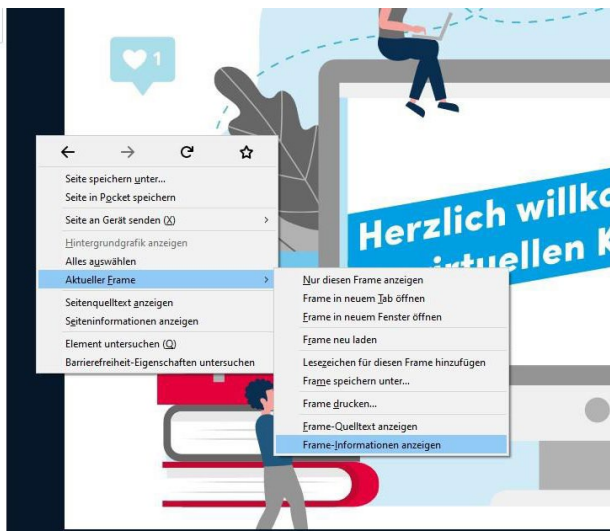 1
Seite speichern unter...
Seite in Pocket speichern
Seite an Gerät senden (X)
Hintergrundgrafik anzeigen
Alles auswählen
Aktueller Frame
Seitenquelltext anzeigen
Seiteninformationen anzeigen
Element untersuchen (Q)
Barrierefreiheit-Eigenschaften untersuchen
Nur diesen Frame anzeigen
Frame in neuem Tab öffnen
Frame in neuem Fenster öffnen
Frame neu laden
Lesezeichen für diesen Frame hinzufügen
Frame speichern unter...
Frame drucken...
Frame-Quelltext anzeigen
Frame-Informationen anzeigen
Herzlich willko
virtuellen K